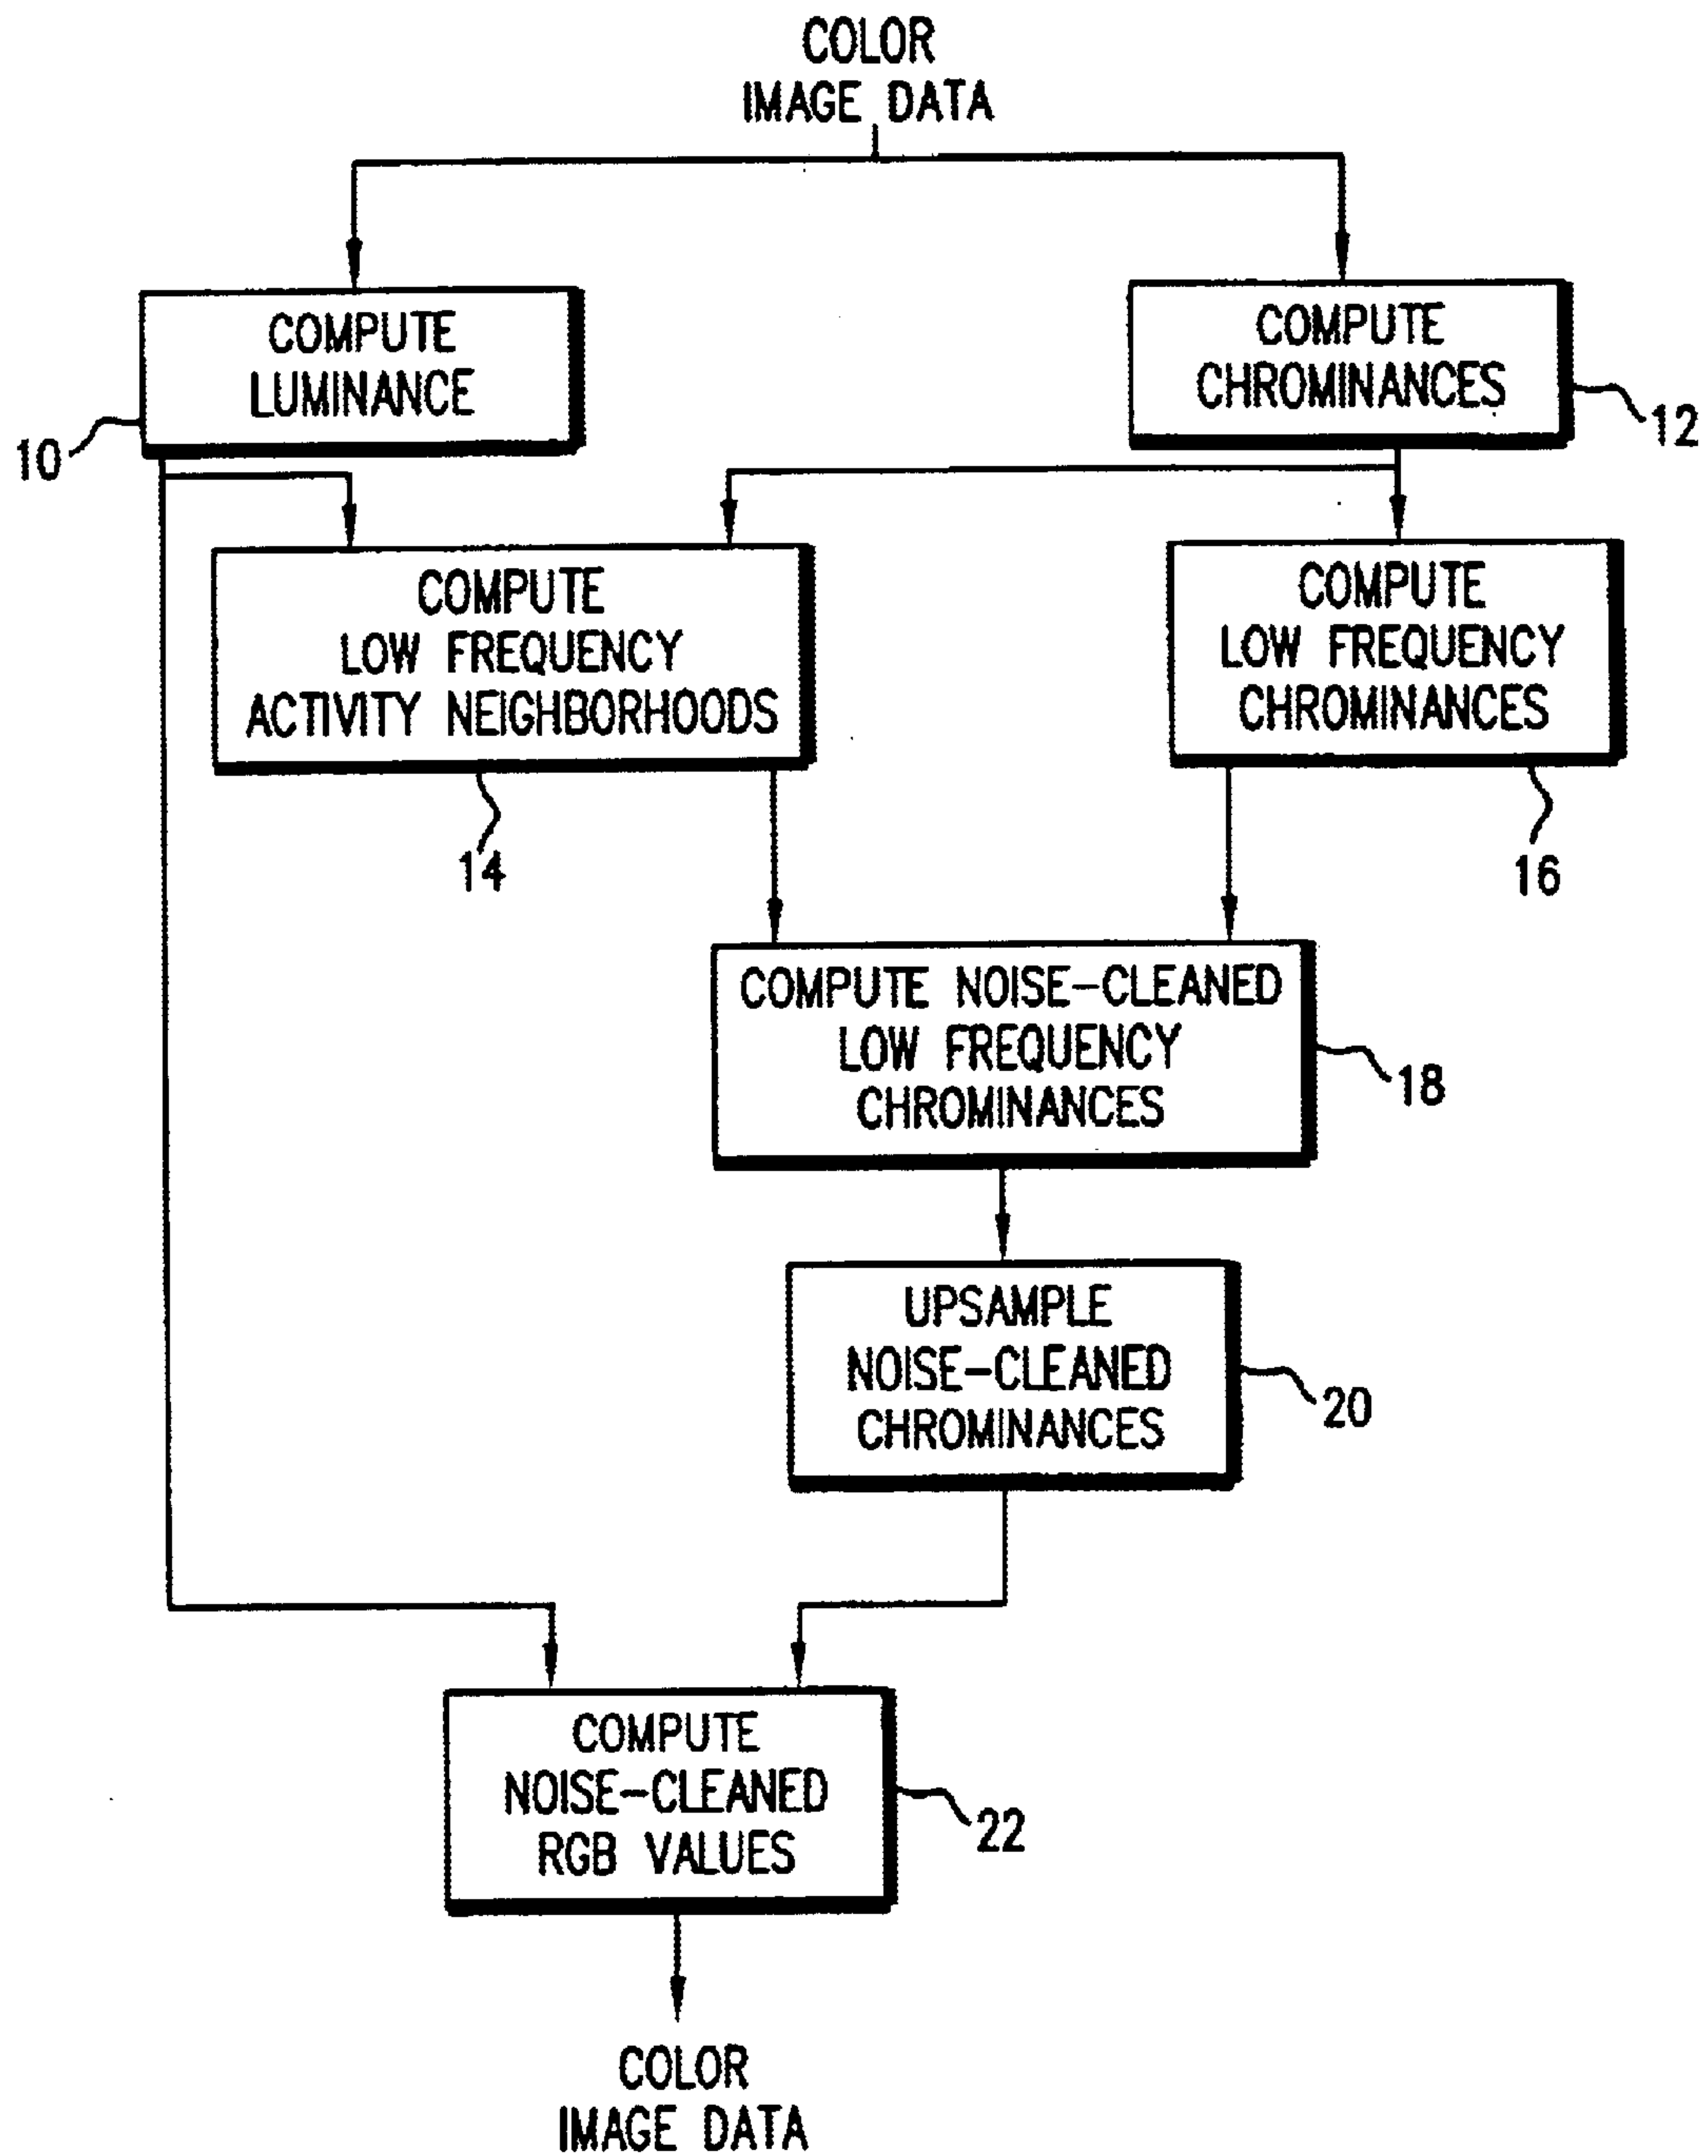 COLOR
IMAGE DATA
COMPUTE
LUMINANCE
10
COMPUTE
CHROMINANCES
12
COMPUTE
LOW FREQUENCY
ACTIVITY NEIGHBORHOODS
14
COMPUTE
LOW FREQUENCY
CHROMINANCES
16
COMPUTE NOISE-CLEANED
LOW FREQUENCY
CHROMINANCES
18
UPSAMPLE
NOISE-CLEANED
CHROMINANCES
20
COMPUTE
NOISE-CLEANED
RGB VALUES
22
COLOR
IMAGE DATA